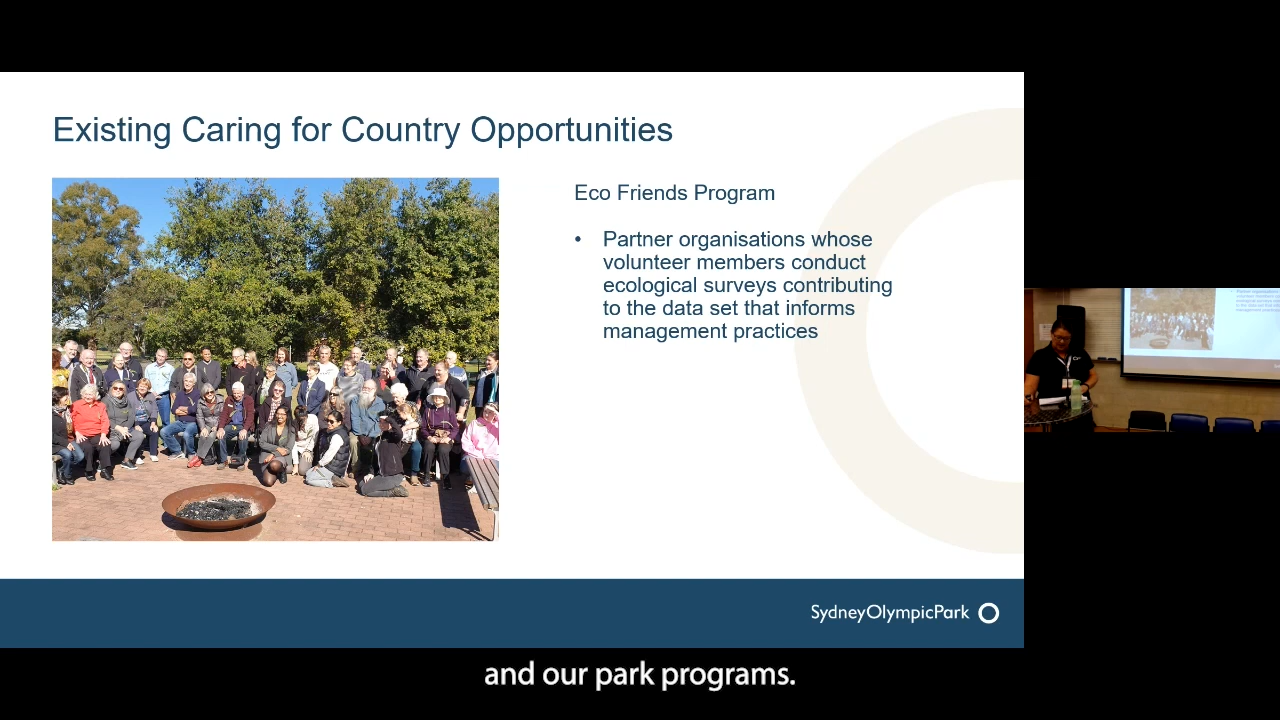 Existing Caring for Country Opportunities
Eco Friends Program
• Partner organisations whose
volunteer members conduct
ecological surveys contributing
to the data set that informs
management practices
SydneyOlympicPark
and our park programs.